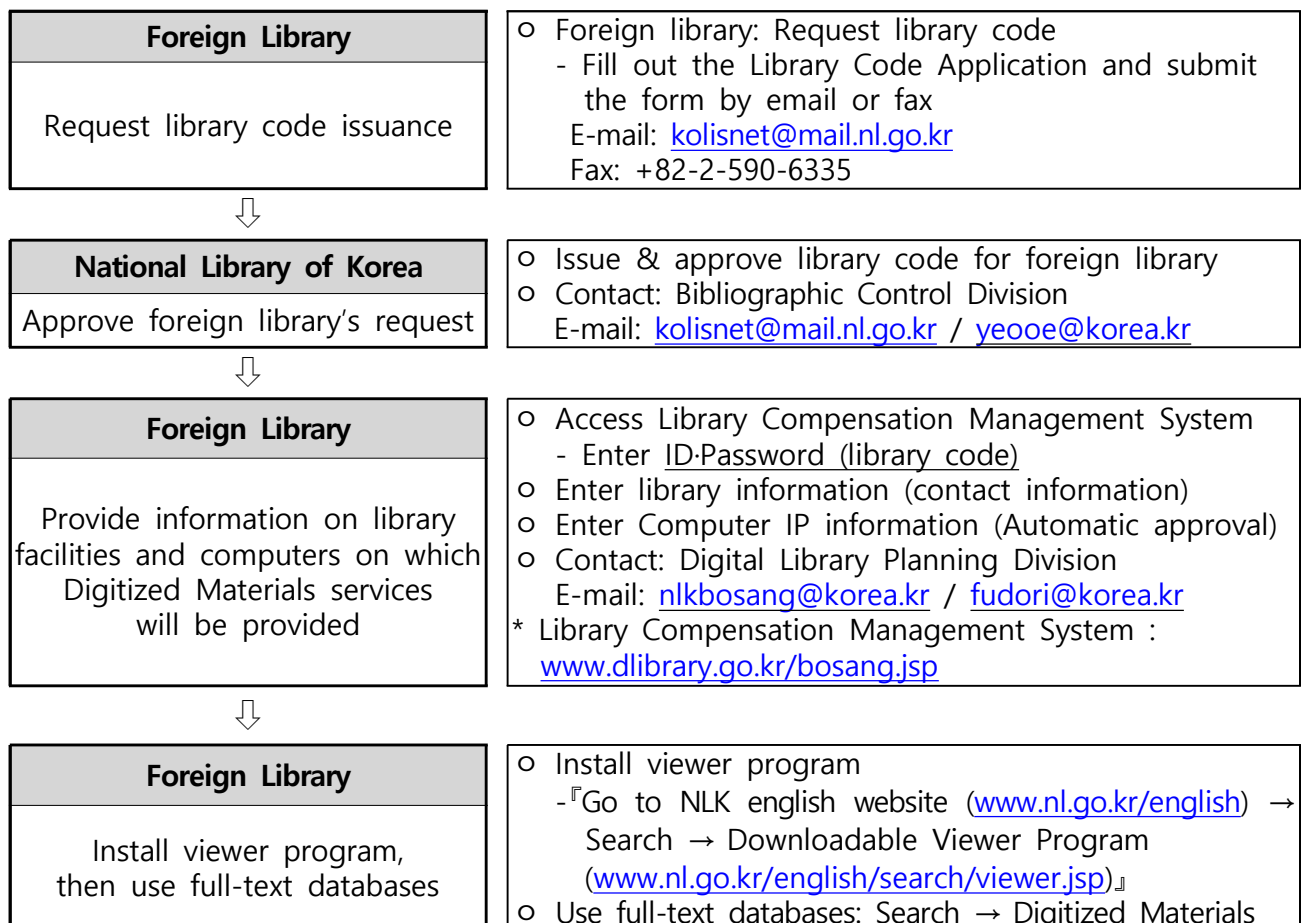 Foreign Library
Request library code issuance
o Foreign library: Request library code
- Fill out the Library Code Application and submit
the form by email or fax
E-mail: kolisnet@mail.nl.go.kr
Fax: +82-2-590-6335
⇩
National Library of Korea
Approve foreign library's request
o Issue & approve library code for foreign library
o Contact: Bibliographic Control Division
E-mail: kolisnet@mail.nl.go.kr / yeooe@korea.kr
⇩
Foreign Library
Provide information on library
facilities and computers on which
Digitized Materials services
will be provided
o Access Library Compensation Management System
- Enter ID·Password (library code)
o Enter library information (contact information)
o Enter Computer IP information (Automatic approval)
o Contact: Digital Library Planning Division
E-mail: nlkbosang@korea.kr / fudori@korea.kr
* Library Compensation Management System :
www.dlibrary.go.kr/bosang.jsp
⇩
Foreign Library
Install viewer program,
then use full-text databases
o Install viewer program
-『Go to NLK english website (www.nl.go.kr/english) →
Search → Downloadable Viewer Program
(www.nl.go.kr/english/search/viewer.jsp)』
o Use full-text databases: Search → Digitized Materials